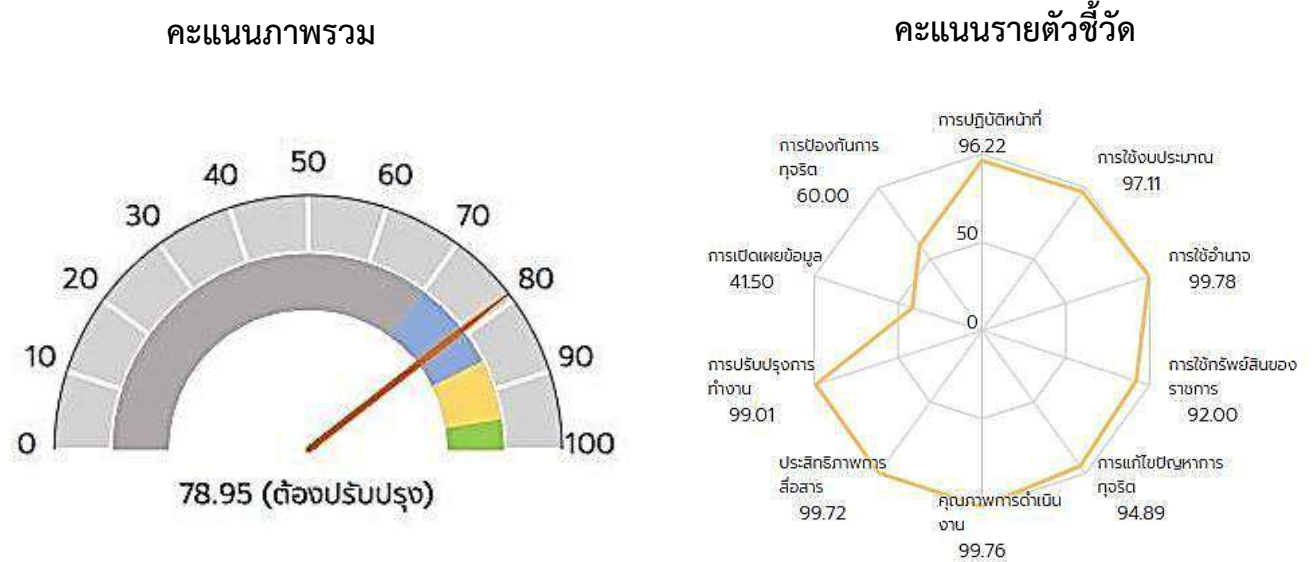 คะแนนภาพรวม
0
10
20
30
40
50
60
70
80
90
100
78.95 (ต้องปรับปรุง)
คะแนนรายตัวชี้วัด
การปฏิบัติหน้าที่
96.22
การใช้งบประมาณ
97.11
การใช้อำนาจ
99.78
การใช้ทรัพย์สินของ
ราชการ
92.00
การแก้ไขปัญหาการ
ทุจริต
94.89
คุณภาพการดำเนิน
งาน
99.76
ประสิทธิภาพการ
สื่อสาร
99.72
การปรับปรุงการ
ทำงาน
99.01
การเปิดเผยข้อมูล
41.50
การป้องกันการ
ทุจริต
60.00
50
0